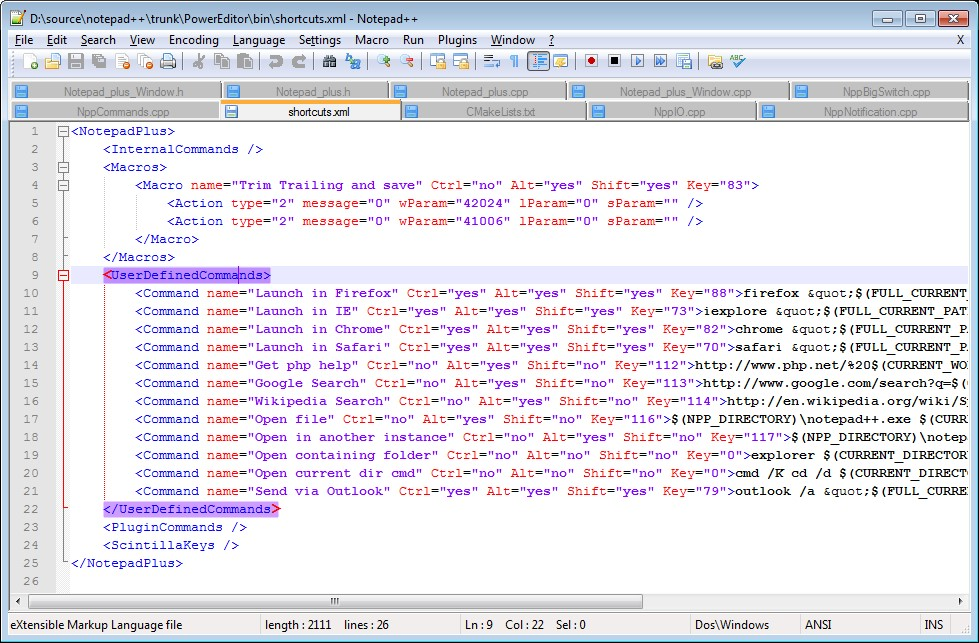 D:\source\notepad++\trunk\PowerEditor\bin\shortcuts.xml - Notepad++
File Edit Search View Encoding Language Settings Macro Run Plugins Window ? X
Notepad_plus_Window.h Notepad_plus.h Notepad_plus.cpp Notepad_plus_Window.cpp NppBigSwitch.cpp
NppCommands.cpp shortcuts.xml CMakeLists.txt NppIO.cpp NppNotification.cpp
1 <NotepadPlus>
2 <InternalCommands />
3 <Macros>
4 <Macro name="Trim Trailing and save" Ctrl="no" Alt="yes" Shift="yes" Key="83">
5 <Action type="2" message="0" wParam="42024" lParam="0" sParam="" />
6 <Action type="2" message="0" wParam="41006" lParam="0" sParam="" />
7 </Macro>
8 </Macros>
9 <UserDefinedCommands>
10 <Command name="Launch in Firefox" Ctrl="yes" Alt="yes" Shift="yes" Key="88">firefox &quot;$(FULL_CURRENT_
11 <Command name="Launch in IE" Ctrl="yes" Alt="yes" Shift="yes" Key="73">iexplore &quot;$(FULL_CURRENT_PAT
12 <Command name="Launch in Chrome" Ctrl="yes" Alt="yes" Shift="yes" Key="82">chrome &quot;$(FULL_CURRENT_P
13 <Command name="Launch in Safari" Ctrl="yes" Alt="yes" Shift="yes" Key="70">safari &quot;$(FULL_CURRENT_P
14 <Command name="Get php help" Ctrl="no" Alt="yes" Shift="no" Key="112">http://www.php.net/%20$(CURRENT_WO
15 <Command name="Google Search" Ctrl="no" Alt="yes" Shift="no" Key="113">http://www.google.com/search?q=$(
16 <Command name="Wikipedia Search" Ctrl="no" Alt="yes" Shift="no" Key="114">http://en.wikipedia.org/wiki/S
17 <Command name="Open file" Ctrl="no" Alt="yes" Shift="no" Key="116">$(NPP_DIRECTORY)\notepad++.exe $(CURR
18 <Command name="Open in another instance" Ctrl="no" Alt="yes" Shift="no" Key="117">$(NPP_DIRECTORY)\notep
19 <Command name="Open containing folder" Ctrl="no" Alt="no" Shift="no" Key="0">explorer $(CURRENT_DIRECTOR
20 <Command name="Open current dir cmd" Ctrl="no" Alt="no" Shift="no" Key="0">cmd /K cd /d $(CURRENT_DIRECT
21 <Command name="Send via Outlook" Ctrl="yes" Alt="yes" Shift="yes" Key="79">outlook /a &quot;$(FULL_CURRE
22 </UserDefinedCommands>
23 <PluginCommands />
24 <ScintillaKeys />
25 </NotepadPlus>
26
eXtensible Markup Language file length : 2111 lines : 26 Ln : 9 Col : 22 Sel : 0 Dos\Windows ANSI INS